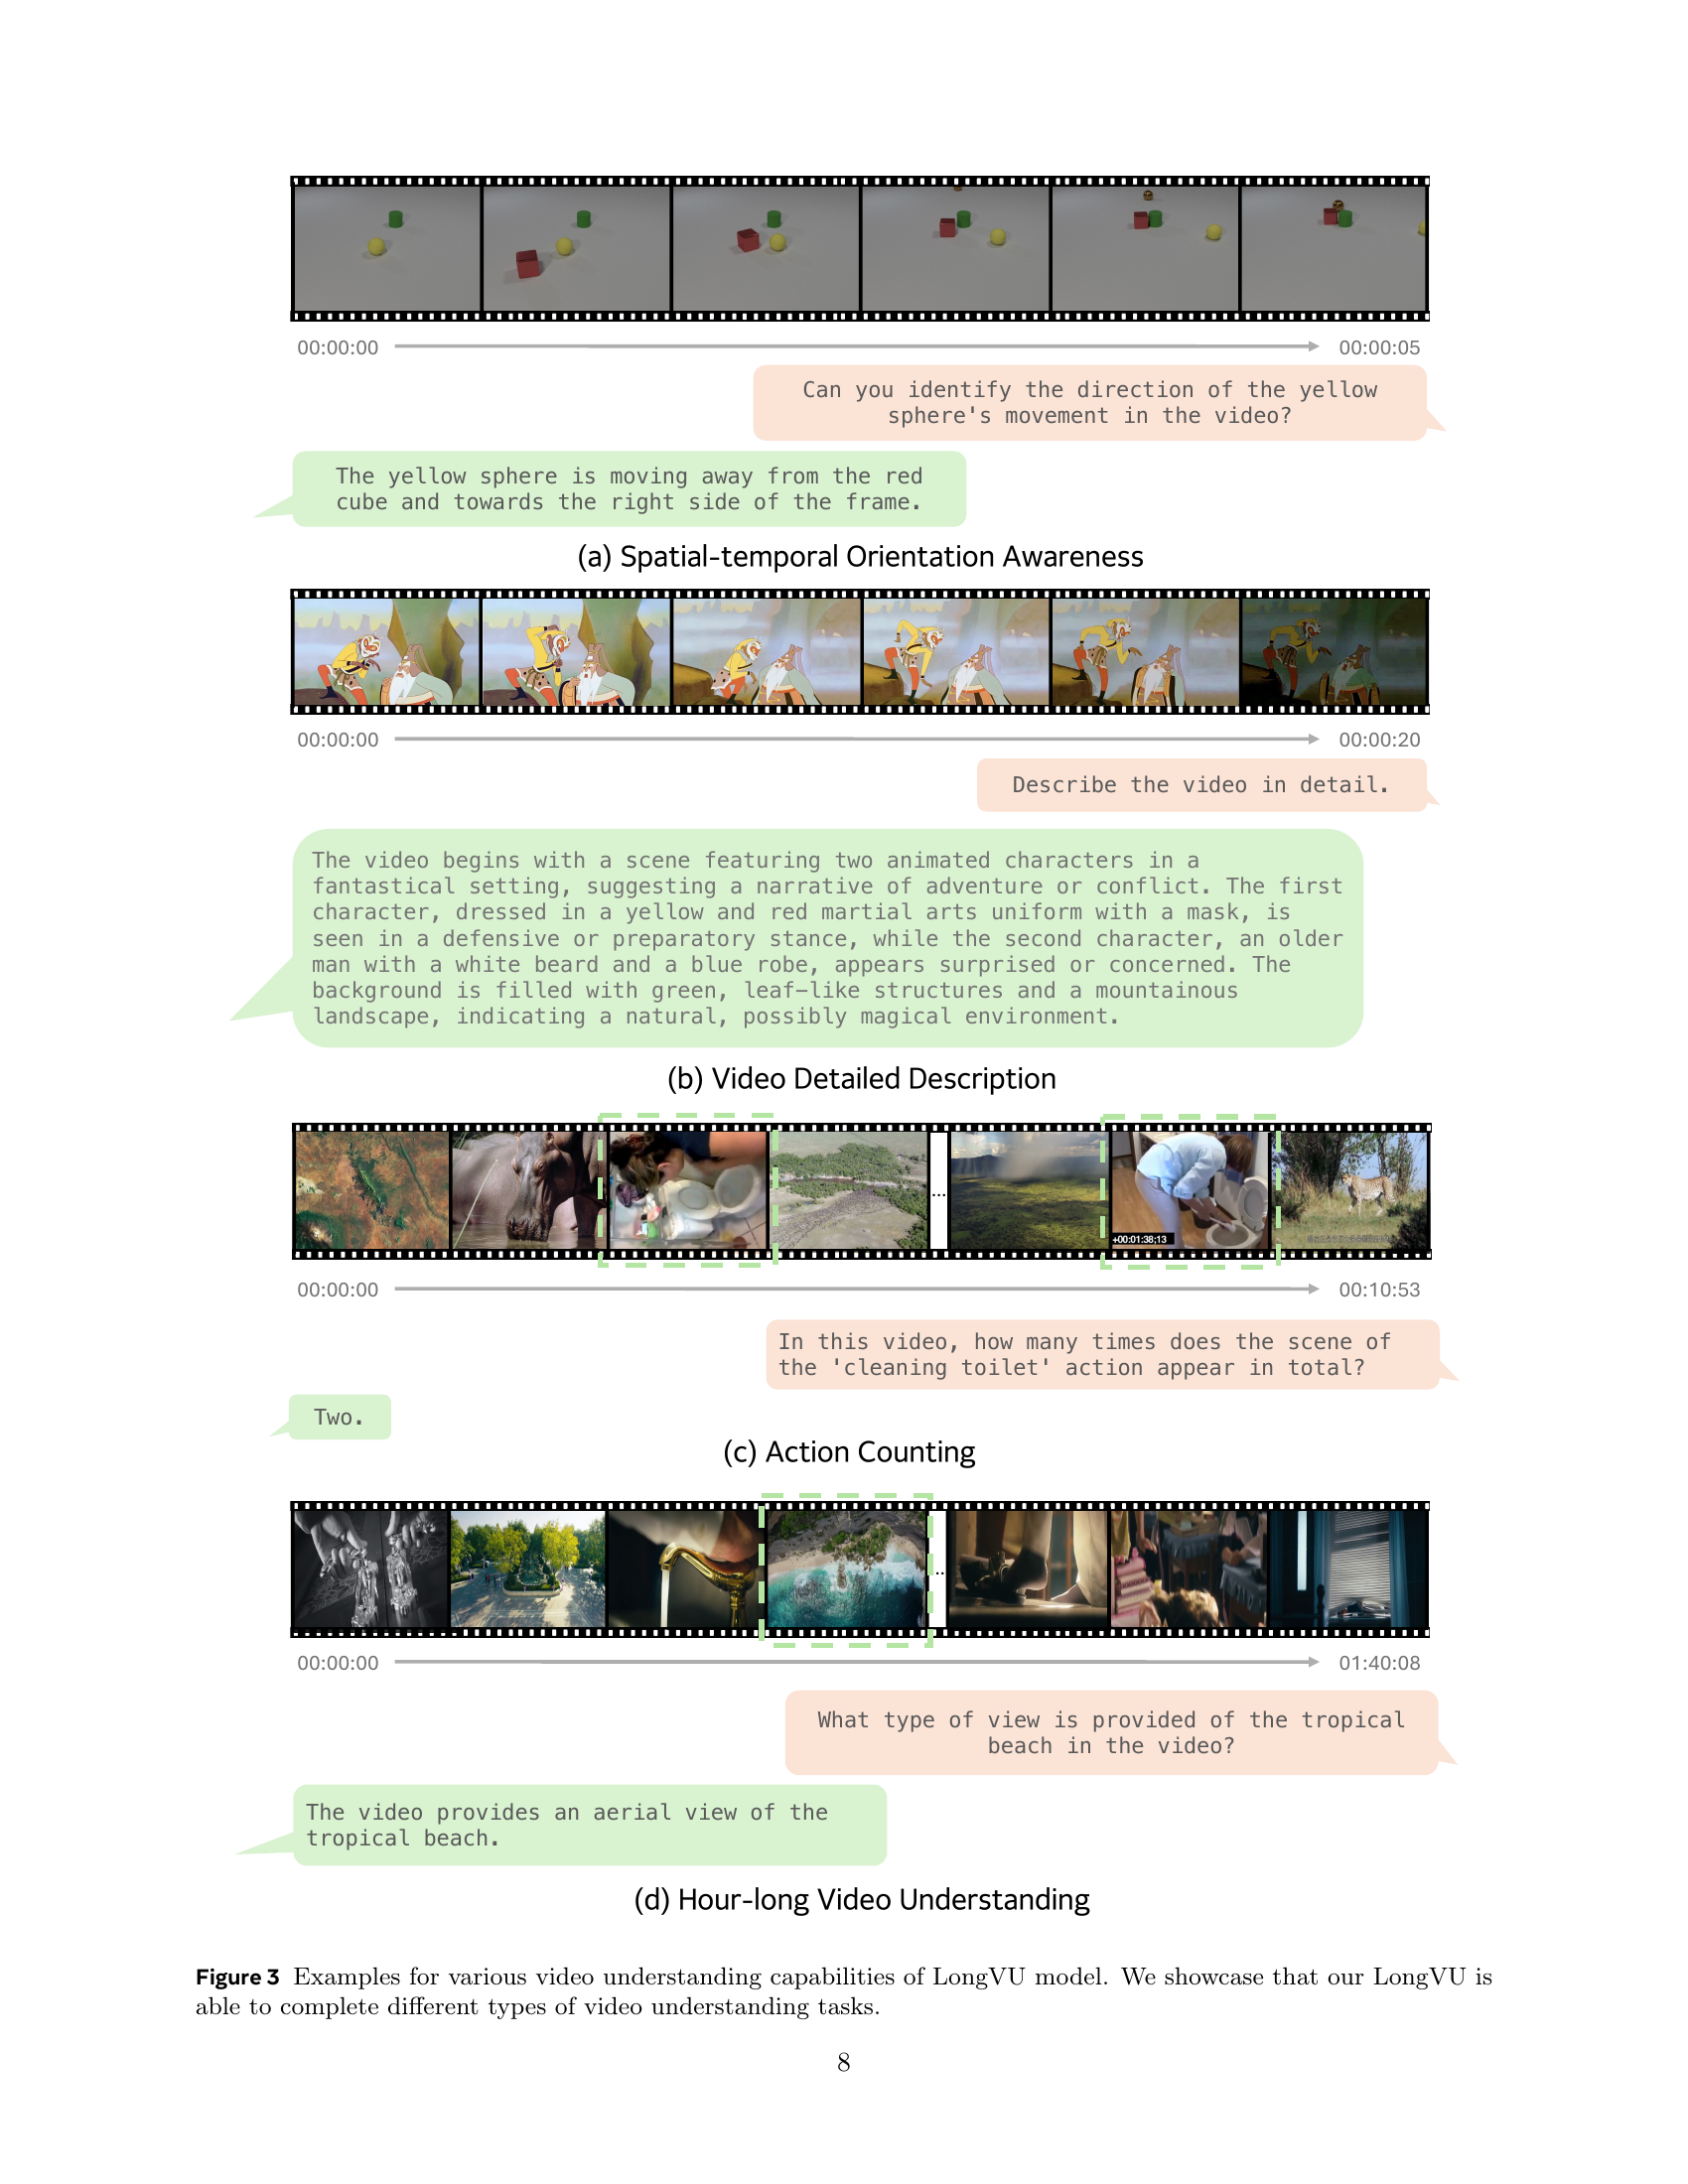 00:00:00
00:00:05
Can you identify the direction of the yellow
sphere's movement in the video?
The yellow sphere is moving away from the red
cube and towards the right side of the frame.
(a) Spatial-temporal Orientation Awareness
00:00:00
00:00:20
Describe the video in detail.
The video begins with a scene featuring two animated characters in a
fantastical setting, suggesting a narrative of adventure or conflict. The first
character, dressed in a yellow and red martial arts uniform with a mask, is
seen in a defensive or preparatory stance, while the second character, an older
man with a white beard and a blue robe, appears surprised or concerned. The
background is filled with green, leaf-like structures and a mountainous
landscape, indicating a natural, possibly magical environment.
(b) Video Detailed Description
...
+00:01:38;13
00:00:00
00:10:53
In this video, how many times does the scene of
the 'cleaning toilet' action appear in total?
Two.
(c) Action Counting
..
00:00:00
01:40:08
What type of view is provided of the tropical
beach in the video?
The video provides an aerial view of the
tropical beach.
(d) Hour-long Video Understanding
Figure 3 Examples for various video understanding capabilities of LongVU model. We showcase that our LongVU is
able to complete different types of video understanding tasks.
8